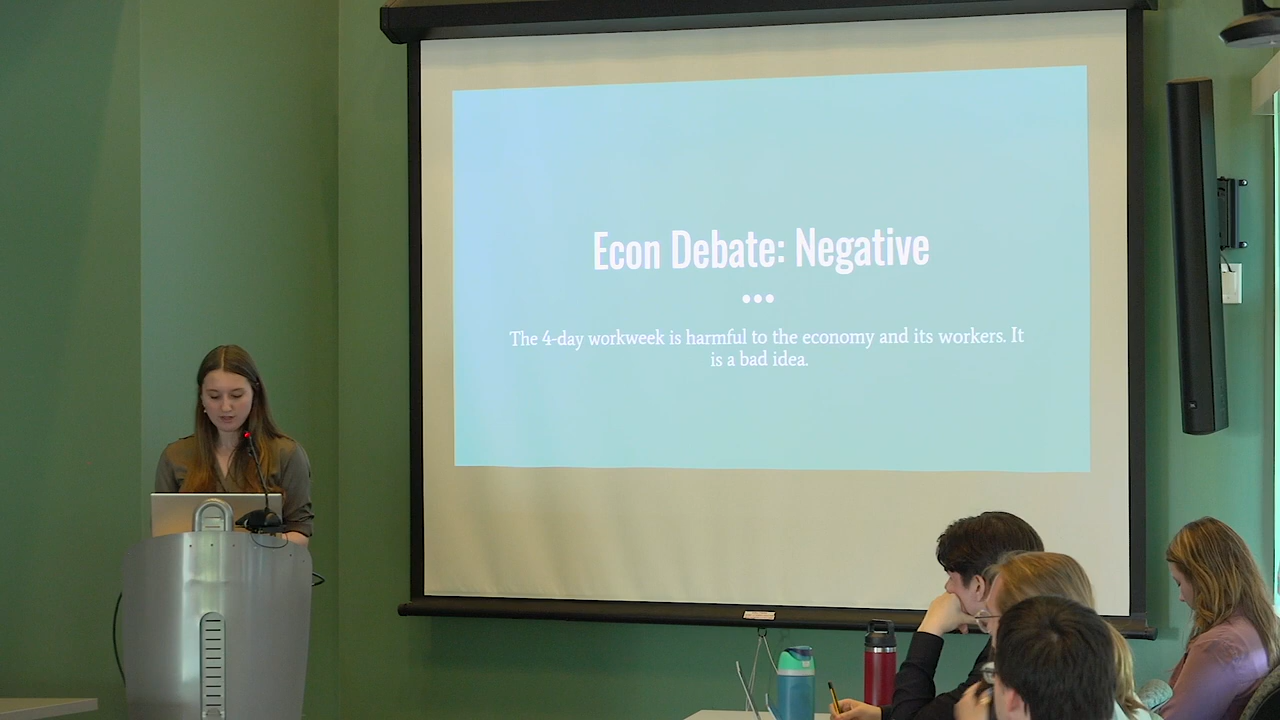 Econ Debate: Negative
The 4-day workweek is harmful to the economy and its workers. It
is a bad idea.